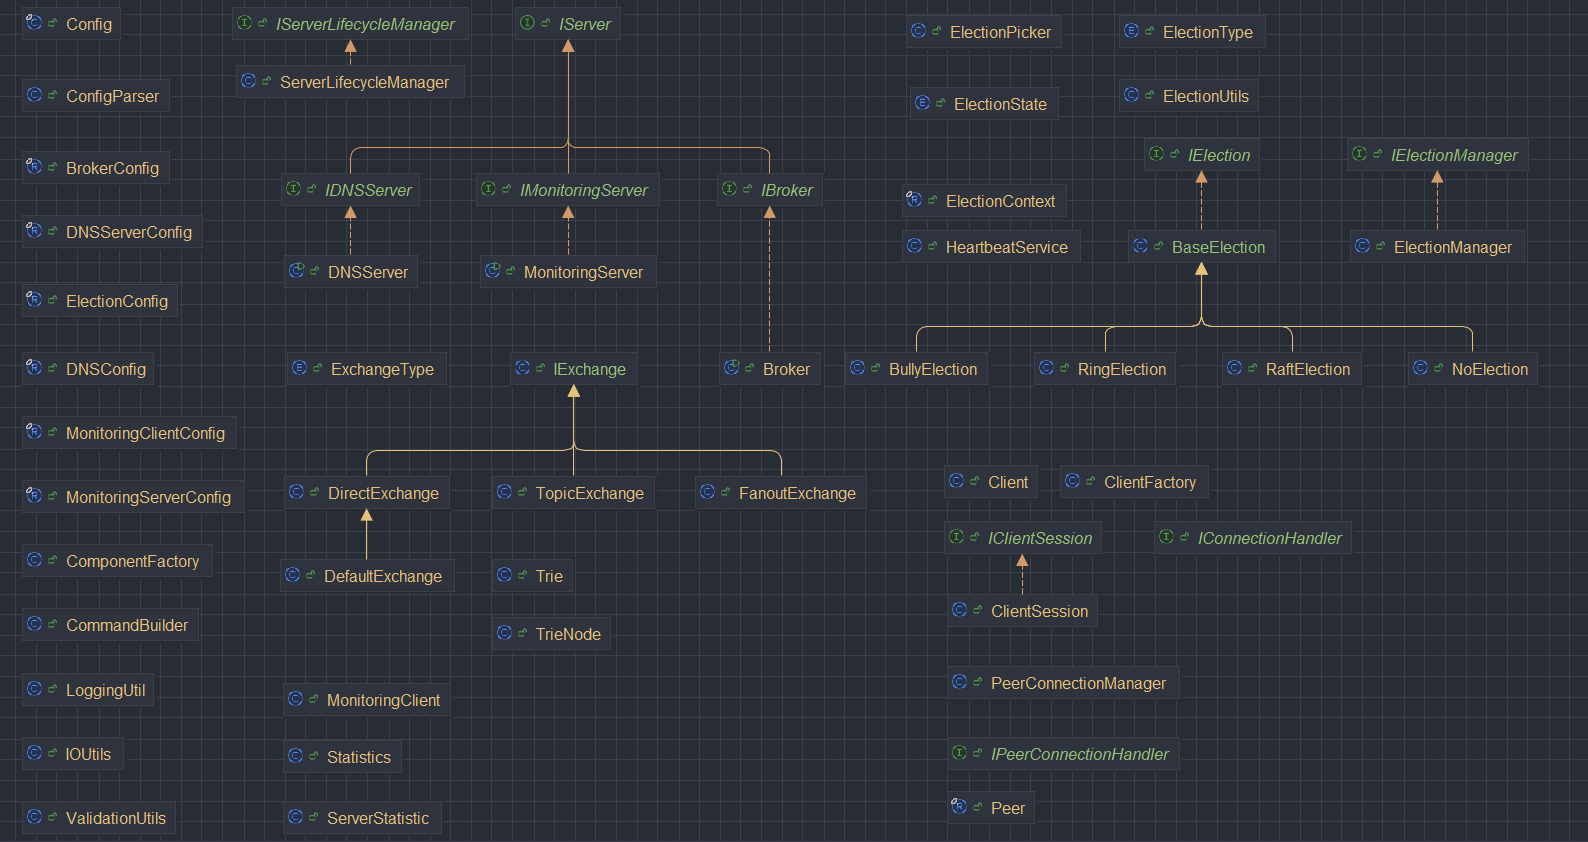 Config
IServerLifecycleManager
IServer
ElectionPicker
ElectionType
ServerLifecycleManager
ConfigParser
ElectionState
ElectionUtils
IElection
IElectionManager
BrokerConfig
IDNSServer
IMonitoringServer
IBroker
ElectionContext
DNSServerConfig
HeartbeatService
BaseElection
ElectionManager
DNSServer
MonitoringServer
ElectionConfig
DNSConfig
ExchangeType
IExchange
Broker
BullyElection
RingElection
RaftElection
NoElection
MonitoringClientConfig
MonitoringServerConfig
DirectExchange
TopicExchange
FanoutExchange
Client
ClientFactory
IClientSession
IConnectionHandler
ComponentFactory
DefaultExchange
Trie
ClientSession
CommandBuilder
TrieNode
LoggingUtil
MonitoringClient
PeerConnectionManager
IOUtils
Statistics
IPeerConnectionHandler
ValidationUtils
ServerStatistic
Peer